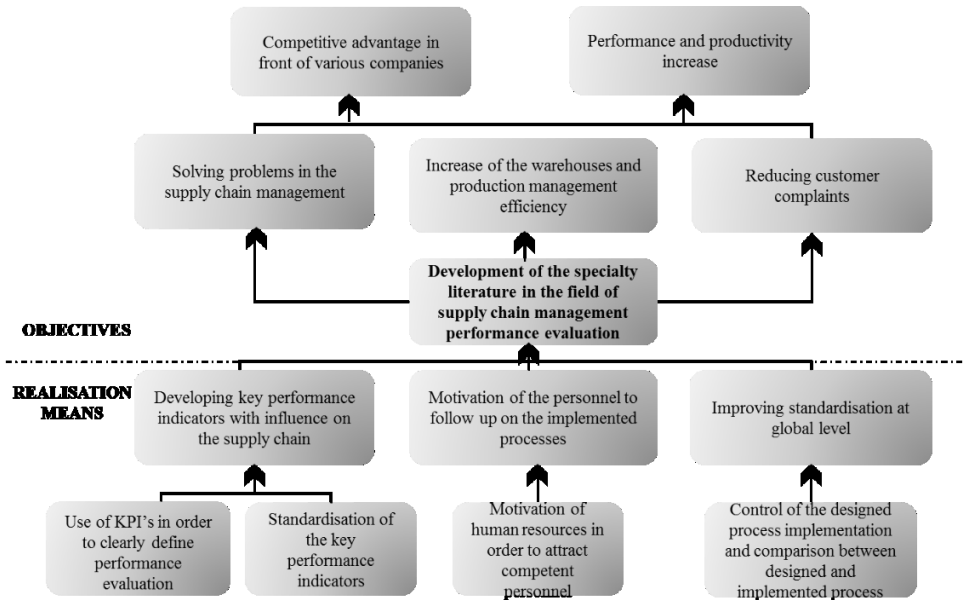 Competitive advantage in
front of various companies
Performance and productivity
increase
Solving problems in the
supply chain management
Increase of the warehouses and
production management
efficiency
Reducing customer
complaints
Development of the specialty
literature in the field of
supply chain management
performance evaluation
OBJECTIVES
REALISATION
MEANS
Developing key performance
indicators with influence on
the supply chain
Motivation of the personnel to
follow up on the implemented
processes
Improving standardisation at
global level
Use of KPI's in order
to clearly define
performance
evaluation
Standardisation of
the key
performance
indicators
Motivation of
human resources in
order to attract
competent
personnel
Control of the designed
process implementation
and comparison between
designed and
implemented process